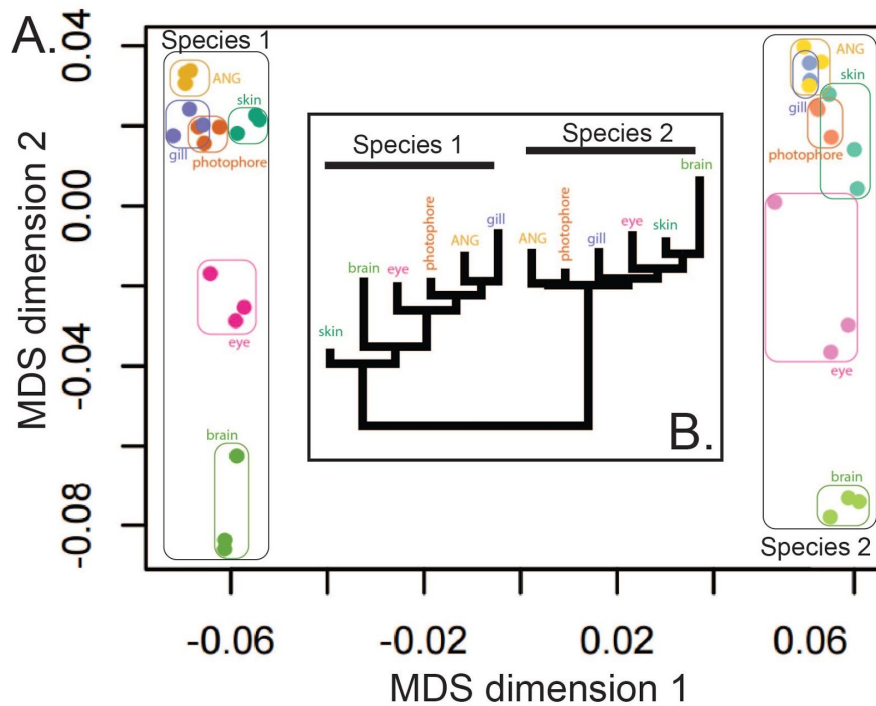 A.
MDS dimension 2
0.04
0.00
-0.04
-0.08
Species 1
ANG
skin
gill
photophore
eye
brain
Species 1
Species 2
brain
photophore
gill
ANG
eye
brain
skin
ANG
photophore
gill
eye
skin
B.
ANG
skin
gill
photophore
eye
brain
Species 2
-0.06
-0.02
0.02
0.06
MDS dimension 1